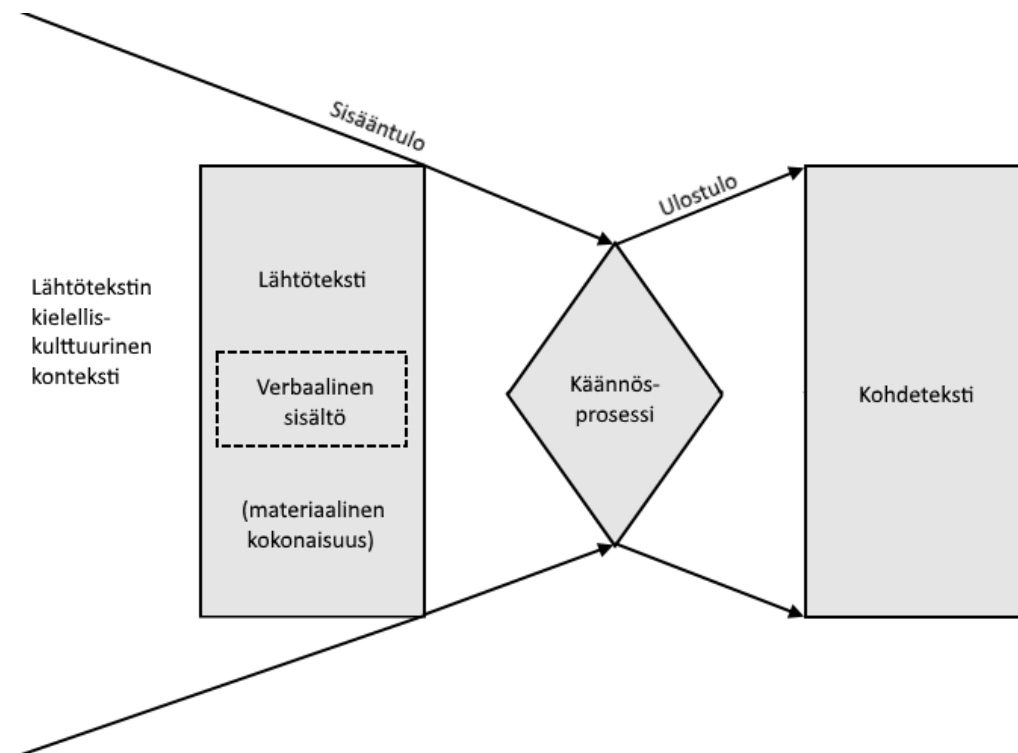 Sisääntulo
Ulostulo
Lähtötekstin
kielellis-
kulttuurinen
konteksti
Lähtöteksti
Verbaalinen
sisältö
(materiaalinen
kokonaisuus)
Käännös-
prosessi
Kohdeteksti